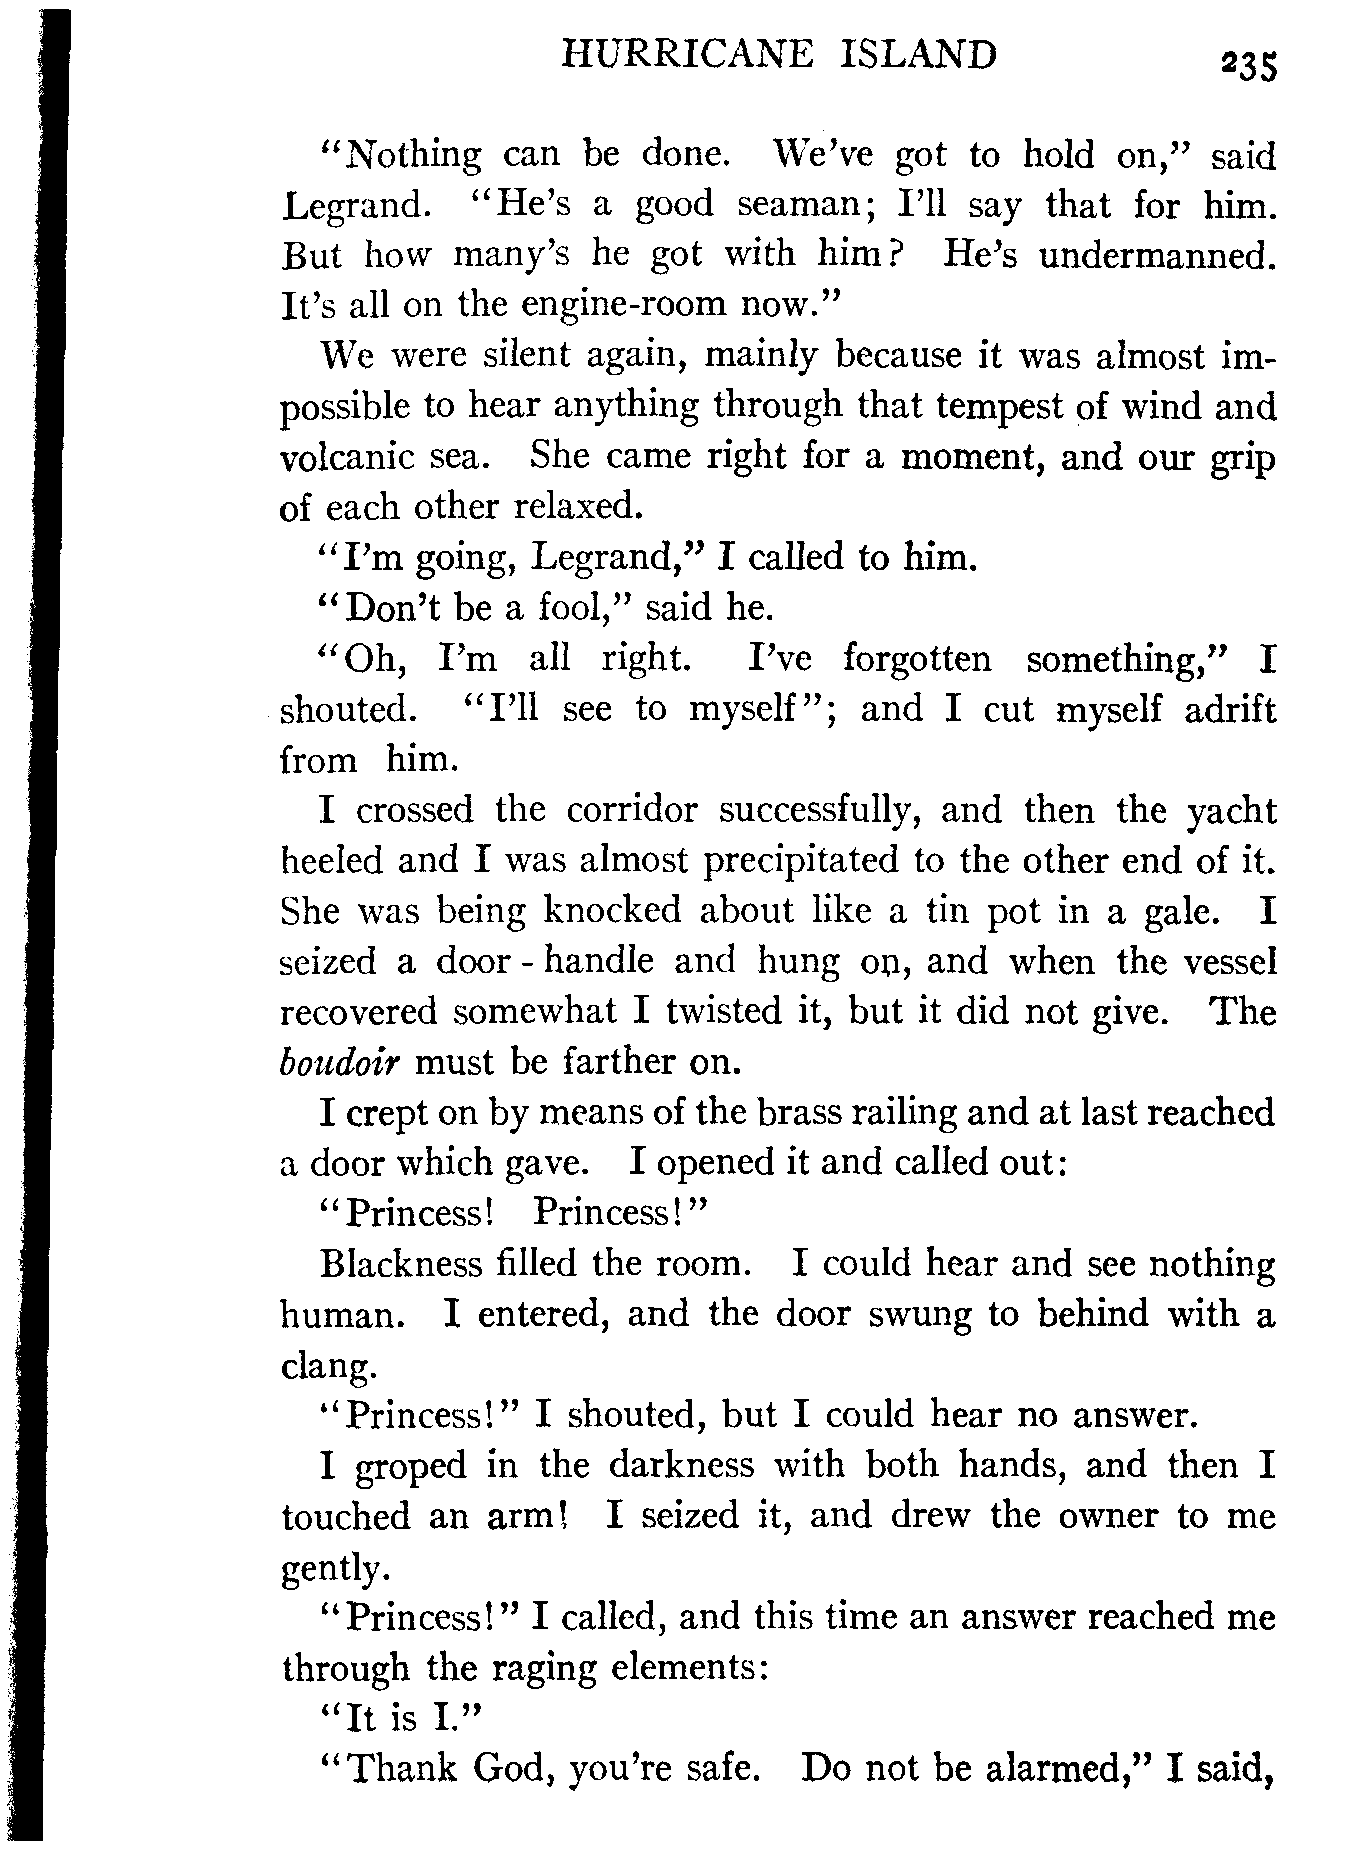 HURRICANE ISLAND 235
"Nothing can be done. We've got to hold on," said
Legrand. "He's a good seaman; I'll say that for him.
But how many's he got with him? He's undermanned.
It's all on the engine-room now."
We were silent again, mainly because it was almost im-
possible to hear anything through that tempest of wind and
volcanic sea. She came right for a moment, and our grip
of each other relaxed.
"I'm going, Legrand," I called to him.
"Don't be a fool," said he.
"Oh, I'm all right. I've forgotten something," I
shouted. "I'll see to myself"; and I cut myself adrift
from him.
I crossed the corridor successfully, and then the yacht
heeled and I was almost precipitated to the other end of it.
She was being knocked about like a tin pot in a gale. I
seized a door-handle and hung on, and when the vessel
recovered somewhat I twisted it, but it did not give. The
boudoir must be farther on.
I crept on by means of the brass railing and at last reached
a door which gave. I opened it and called out:
"Princess! Princess!"
Blackness filled the room. I could hear and see nothing
human. I entered, and the door swung to behind with a
clang.
"Princess!" I shouted, but I could hear no answer.
I groped in the darkness with both hands, and then I
touched an arm! I seized it, and drew the owner to me
gently.
"Princess!" I called, and this time an answer reached me
through the raging elements:
"It is I."
"Thank God, you're safe. Do not be alarmed," I said,